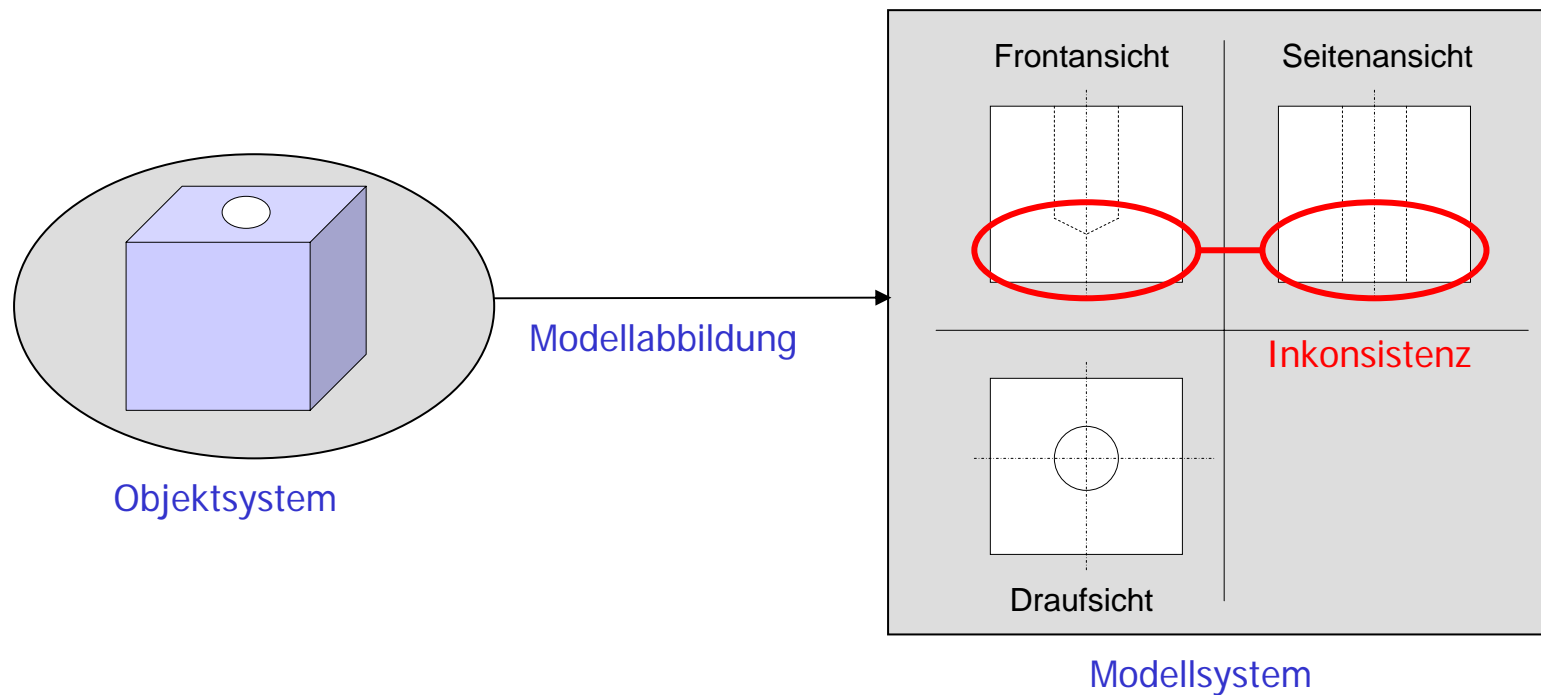 Frontansicht
Seitenansicht
Modellabbildung
Inkonsistenz
Objektsystem
Draufsicht
Modellsystem